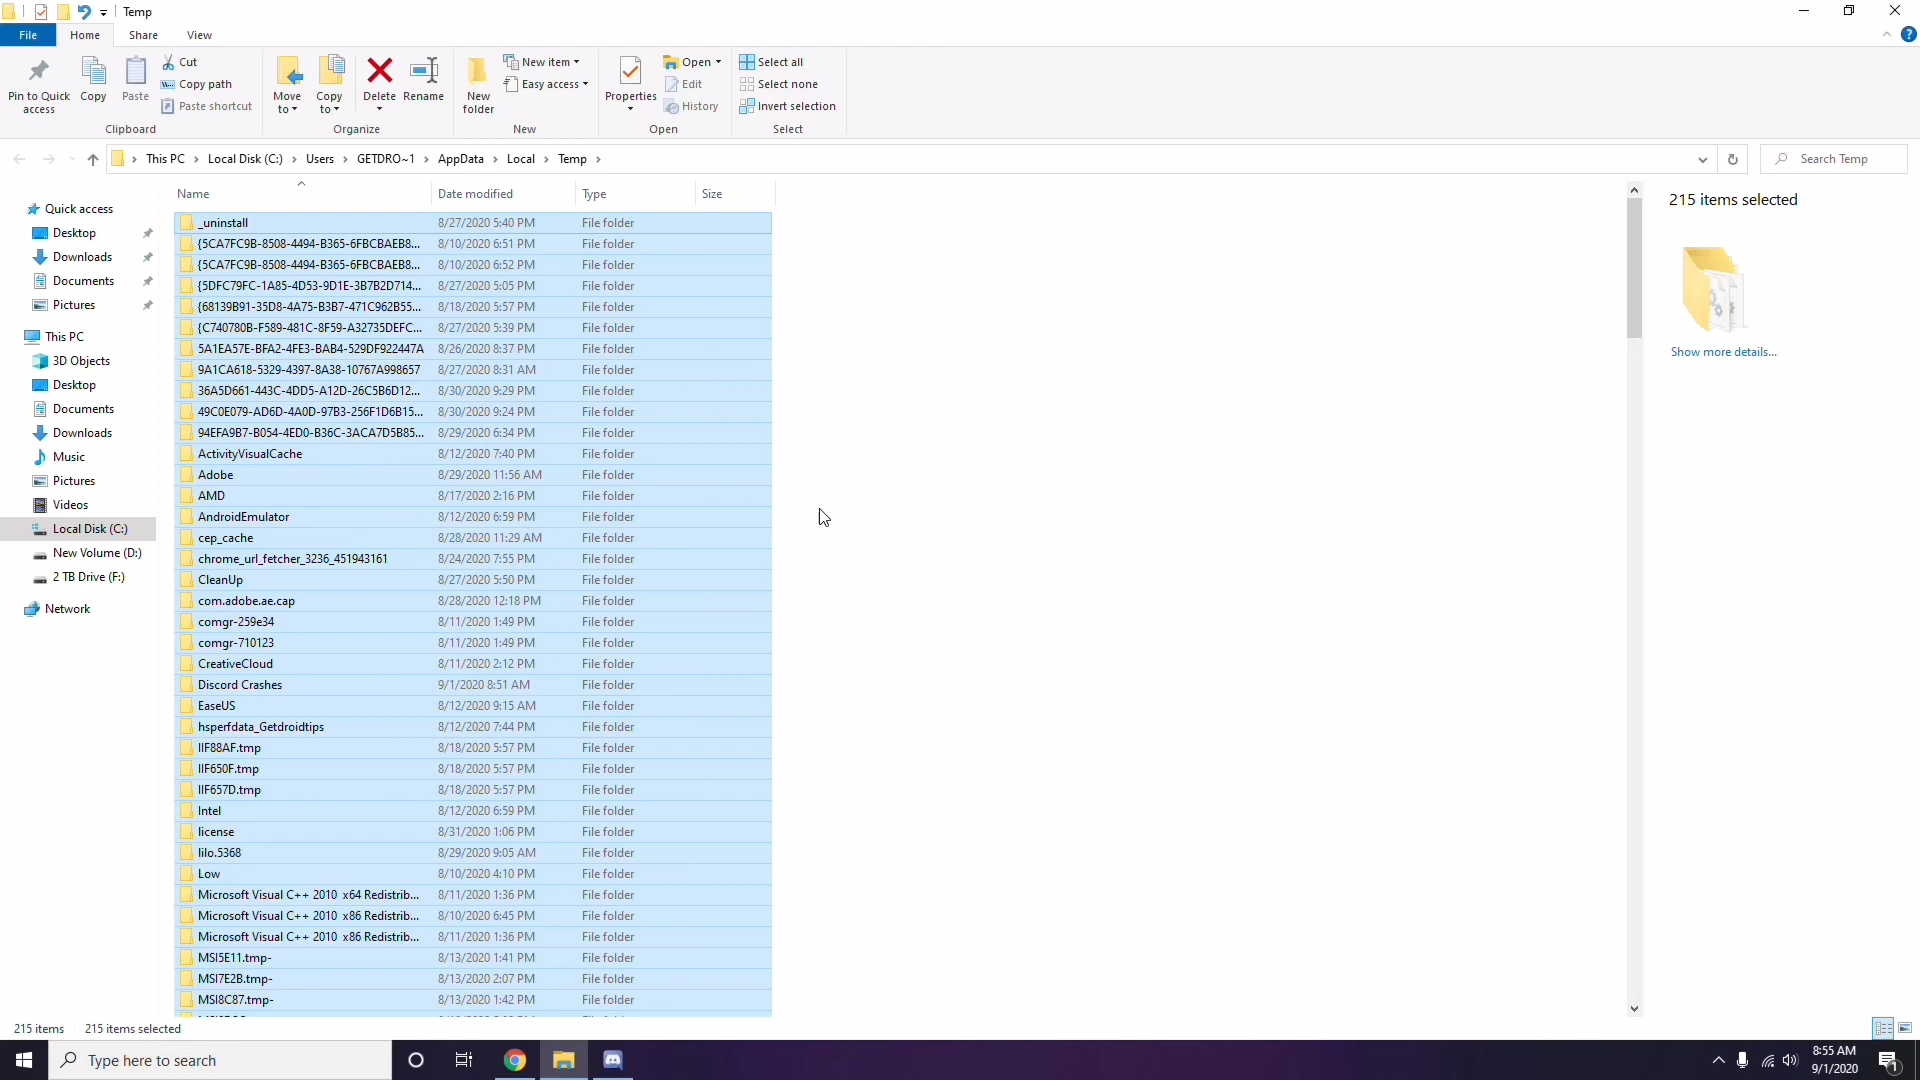 Temp
File Home Share View
Pin to Quick access
Copy
Paste
Cut
Copy path
Paste shortcut
Clipboard
Move to
Copy to
Delete
Rename
Organize
New folder
New item
Easy access
New
Properties
Open
Edit
History
Open
Select all
Select none
Invert selection
Select
This PC › Local Disk (C:) › Users › GETDRO~1 › AppData › Local › Temp ›
Search Temp
Quick access
Desktop
Downloads
Documents
Pictures
This PC
3D Objects
Desktop
Documents
Downloads
Music
Pictures
Videos
Local Disk (C:)
New Volume (D:)
2 TB Drive (F:)
Network
Name Date modified Type Size
_uninstall 8/27/2020 5:40 PM File folder
{5CA7FC9B-8508-4494-B365-6FBCBAEB8... 8/10/2020 6:51 PM File folder
{5CA7FC9B-8508-4494-B365-6FBCBAEB8... 8/10/2020 6:52 PM File folder
{5DFC79FC-1A85-4D53-9D1E-3B7B2D714... 8/27/2020 5:05 PM File folder
{68139B91-35D8-4A75-B3B7-471C962B55... 8/18/2020 5:57 PM File folder
{C740780B-F589-481C-8F59-A32735DEFC... 8/27/2020 5:39 PM File folder
5A1EA57E-BFA2-4FE3-BAB4-529DF922447A 8/26/2020 8:37 PM File folder
9A1CA618-5329-4397-8A38-10767A998657 8/27/2020 8:31 AM File folder
36A5D661-443C-4DD5-A12D-26C5B6D12... 8/30/2020 9:29 PM File folder
49C0E079-AD6D-4A0D-97B3-256F1D6B15... 8/30/2020 9:24 PM File folder
94EFA9B7-B054-4ED0-B36C-3ACA7D5B85... 8/29/2020 6:34 PM File folder
ActivityVisualCache 8/12/2020 7:40 PM File folder
Adobe 8/29/2020 11:56 AM File folder
AMD 8/17/2020 2:16 PM File folder
AndroidEmulator 8/12/2020 6:59 PM File folder
cep_cache 8/28/2020 11:29 AM File folder
chrome_url_fetcher_3236_451943161 8/24/2020 7:55 PM File folder
CleanUp 8/27/2020 5:50 PM File folder
com.adobe.ae.cap 8/28/2020 12:18 PM File folder
comgr-259e34 8/11/2020 1:49 PM File folder
comgr-710123 8/11/2020 1:49 PM File folder
CreativeCloud 8/11/2020 2:12 PM File folder
Discord Crashes 9/1/2020 8:51 AM File folder
EaseUS 8/12/2020 9:15 AM File folder
hsperfdata_Getdroidtips 8/12/2020 7:44 PM File folder
IIF88AF.tmp 8/18/2020 5:57 PM File folder
IIF650F.tmp 8/18/2020 5:57 PM File folder
IIF657D.tmp 8/18/2020 5:57 PM File folder
Intel 8/12/2020 6:59 PM File folder
license 8/31/2020 1:06 PM File folder
lilo.5368 8/29/2020 9:05 AM File folder
Low 8/10/2020 4:10 PM File folder
Microsoft Visual C++ 2010 x64 Redistrib... 8/11/2020 1:36 PM File folder
Microsoft Visual C++ 2010 x86 Redistrib... 8/10/2020 6:45 PM File folder
Microsoft Visual C++ 2010 x86 Redistrib... 8/11/2020 1:36 PM File folder
MSI5E11.tmp- 8/13/2020 1:41 PM File folder
MSI7E2B.tmp- 8/13/2020 2:07 PM File folder
MSI8C87.tmp- 8/13/2020 1:42 PM File folder
215 items selected
Show more details...
215 items 215 items selected
Type here to search
8:55 AM
9/1/2020
1